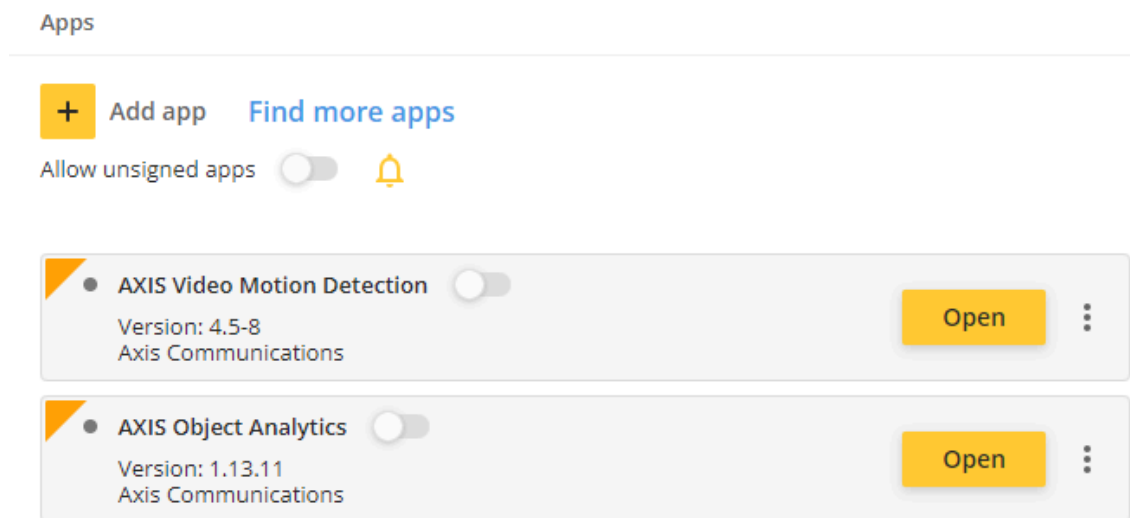 Apps
+ Add app Find more apps
Allow unsigned apps
AXIS Video Motion Detection
Version: 4.5-8
Axis Communications
Open
AXIS Object Analytics
Version: 1.13.11
Axis Communications
Open